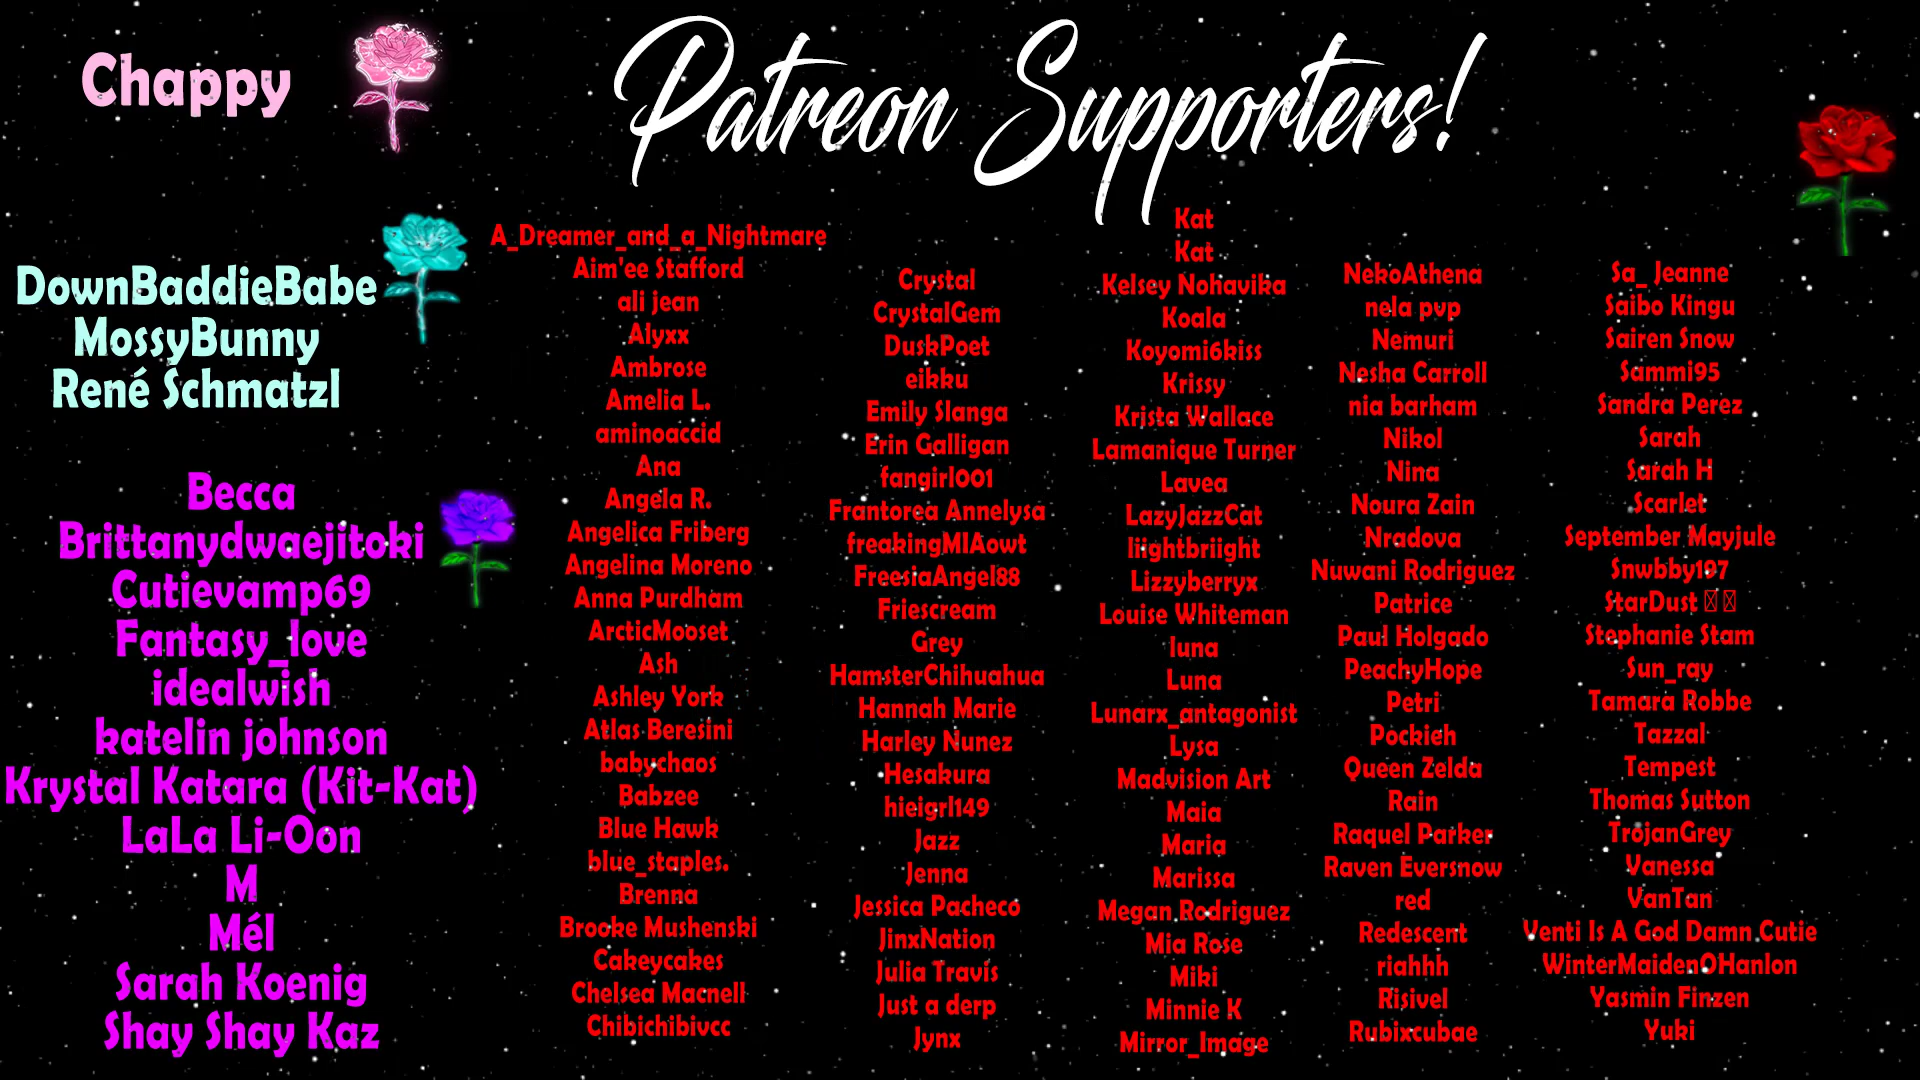 Patreon Supporters!
Chappy
DownBaddieBabe
MossyBunny
René Schmatzl
Becca
Brittanydwaejitoki
Cutievamp69
Fantasy_love
idealwish
katelin johnson
Krystal Katara (Kit-Kat)
LaLa Li-Oon
M
Mél
Sarah Koenig
Shay Shay Kaz
A_Dreamer_and_a_Nightmare
Aim'ee Stafford
ali jean
Alyxx
Ambrose
Amelia L.
aminoaccid
Ana
Angela R.
Angelica Friberg
Angelina Moreno
Anna Purdham
ArcticMooset
Ash
Ashley York
Atlas Beresini
babychaos
Babzee
Blue Hawk
blue_staples.
Brenna
Brooke Mushenski
Cakeycakes
Chelsea Macnell
Chibichibivcc
Crystal
CrystalGem
DuskPoet
eikku
Emily Slanga
Erin Galligan
fangirl001
Frantorea Annelysa
freakingMIAowt
FreesiaAngel88
Friescream
Grey
HamsterChihuahua
Hannah Marie
Harley Nunez
Hesakura
hieigrl149
Jazz
Jenna
Jessica Pacheco
JinxNation
Julia Travis
Just a derp
Jynx
Kat
Kat
Kelsey Nohavika
Koala
Koyomi6kiss
Krissy
Krista Wallace
Lamanique Turner
Lavea
LazyJazzCat
liightbriight
Lizzyberryx
Louise Whiteman
luna
Luna
Lunarx_antagonist
Lysa
Madvision Art
Maia
Maria
Marissa
Megan Rodriguez
Mia Rose
Miki
Minnie K
Mirror_Image
NekoAthena
nela pvp
Nemuri
Nesha Carroll
nia barham
Nikol
Nina
Noura Zain
Nradova
Nuwani Rodriguez
Patrice
Paul Holgado
PeachyHope
Petri
Pockieh
Queen Zelda
Rain
Raquel Parker
Raven Eversnow
red
Redescent
riahhh
Risivel
Rubixcubae
Sa_ Jeanne
Saibo Kingu
Sairen Snow
Sammi95
Sandra Perez
Sarah
Sarah H
Scarlet
September Mayjule
Snwbby197
StarDust
Stephanie Stam
Sun_ray
Tamara Robbe
Tazzal
Tempest
Thomas Sutton
TrojanGrey
Vanessa
VanTan
Venti Is A God Damn Cutie
WinterMaidenOHanlon
Yasmin Finzen
Yuki